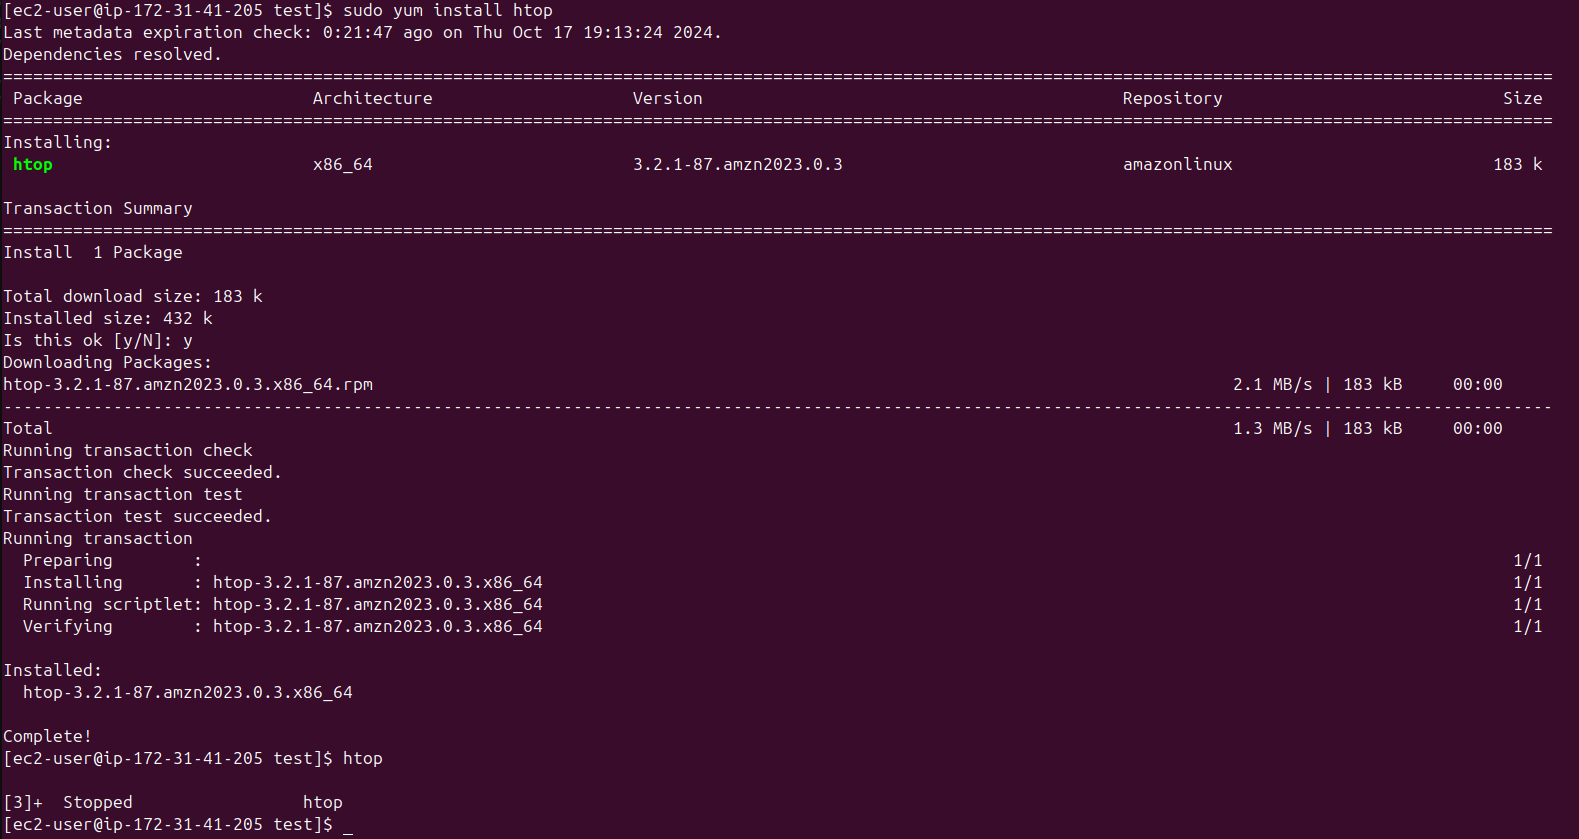 [ec2-user@ip-172-31-41-205 test]$ sudo yum install htop
Last metadata expiration check: 0:21:47 ago on Thu Oct 17 19:13:24 2024.
Dependencies resolved.
===========================================================================================================================================================
Package Architecture Version Repository Size
===========================================================================================================================================================
Installing:
htop x86_64 3.2.1-87.amzn2023.0.3 amazonlinux 183 k
Transaction Summary
===========================================================================================================================================================
Install 1 Package
Total download size: 183 k
Installed size: 432 k
Is this ok [y/N]: y
Downloading Packages:
htop-3.2.1-87.amzn2023.0.3.x86_64.rpm 2.1 MB/s | 183 kB 00:00
-----------------------------------------------------------------------------------------------------------------------------------------------------------
Total 1.3 MB/s | 183 kB 00:00
Running transaction check
Transaction check succeeded.
Running transaction test
Transaction test succeeded.
Running transaction
Preparing : 1/1
Installing : htop-3.2.1-87.amzn2023.0.3.x86_64 1/1
Running scriptlet: htop-3.2.1-87.amzn2023.0.3.x86_64 1/1
Verifying : htop-3.2.1-87.amzn2023.0.3.x86_64 1/1
Installed:
htop-3.2.1-87.amzn2023.0.3.x86_64
Complete!
[ec2-user@ip-172-31-41-205 test]$ htop
[3]+ Stopped htop
[ec2-user@ip-172-31-41-205 test]$ _